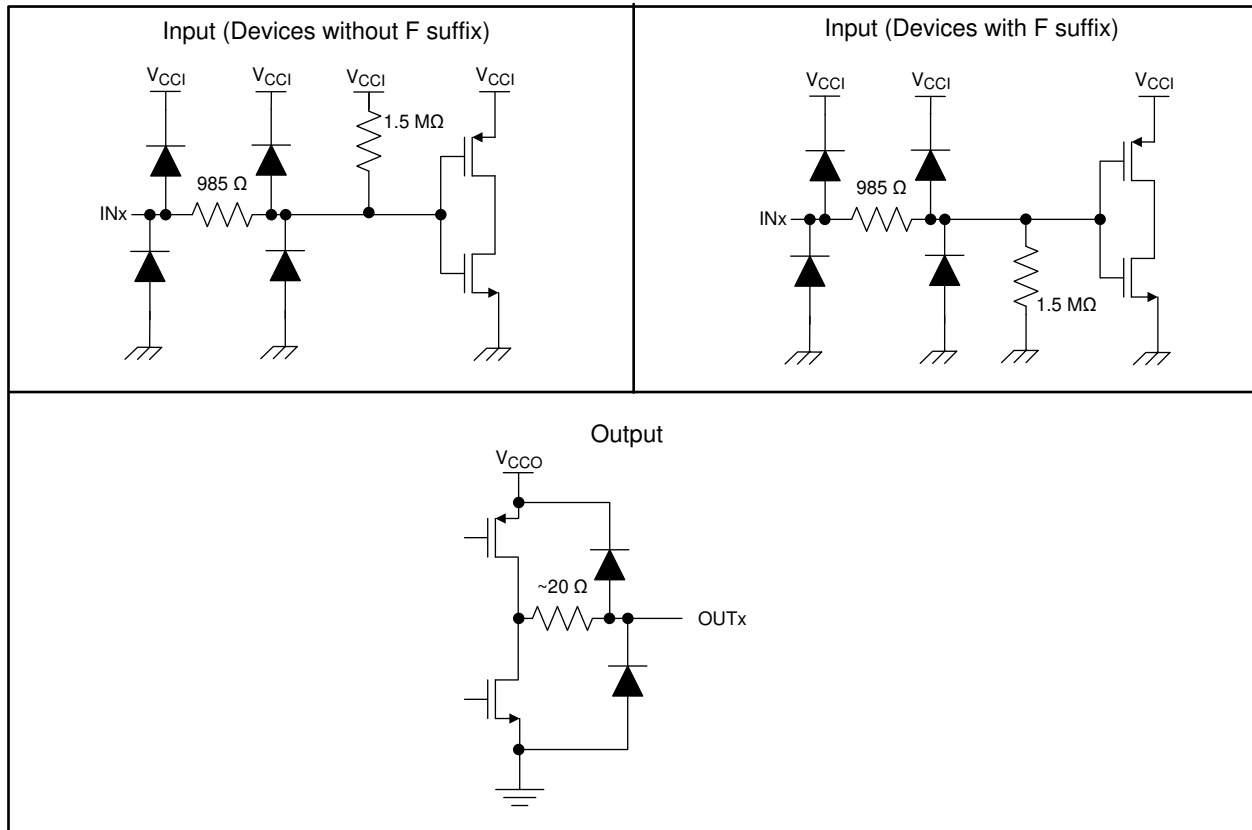 Input (Devices without F suffix)
V_CCI V_CCI V_CCI V_CCI
1.5 MΩ
985 Ω
INx
Input (Devices with F suffix)
V_CCI V_CCI V_CCI
985 Ω
INx
1.5 MΩ
Output
V_CCO
~20 Ω
OUTx